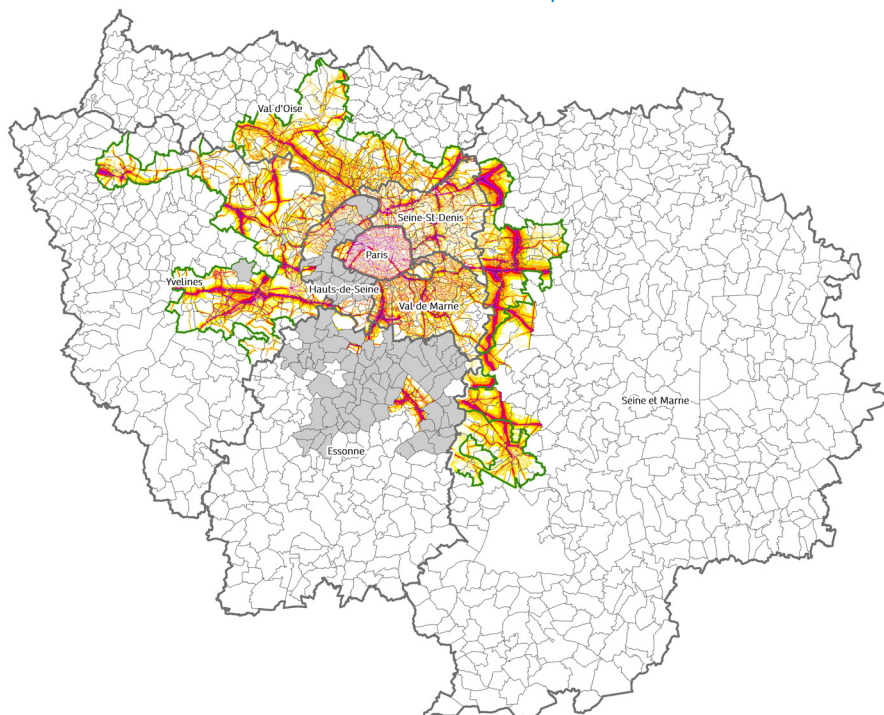 Val d'Oise
Seine-St-Denis
Paris
Yvelines
Hauts-de-Seine
Val de Marne
Seine et Marne
Essonne